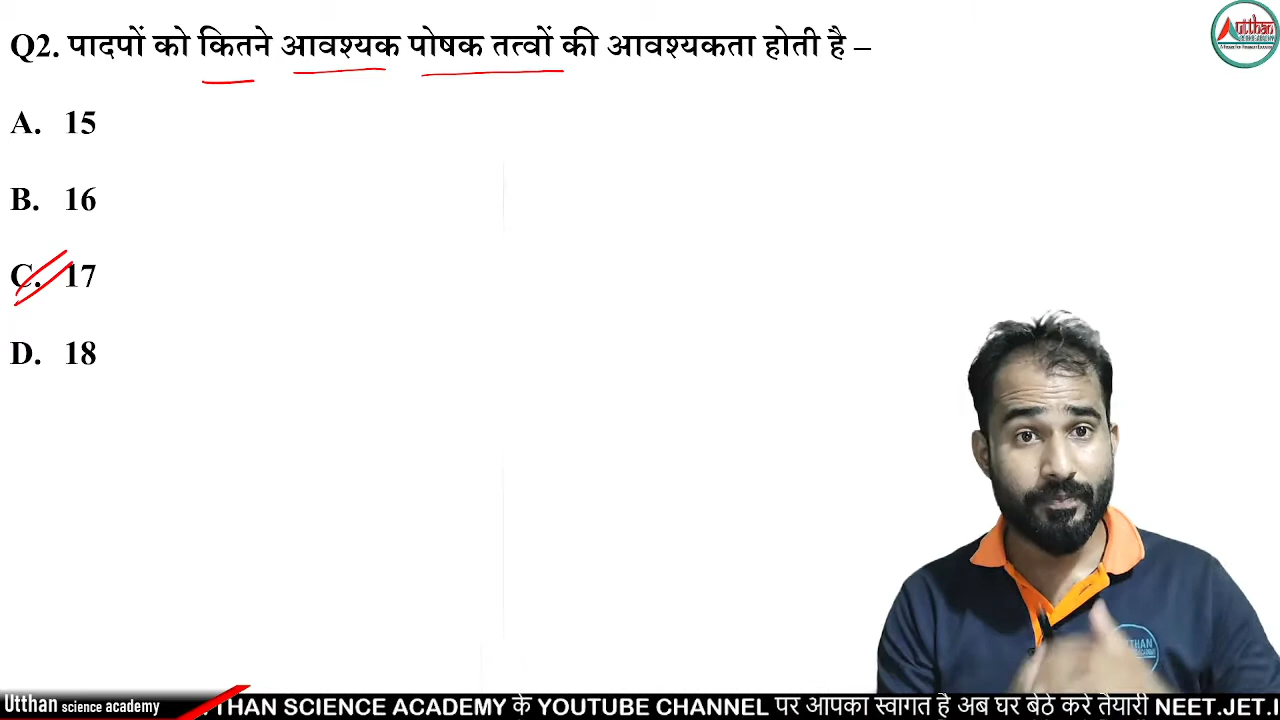 Q2. पादपों को कितने आवश्यक पोषक तत्वों की आवश्यकता होती है –
utthan
A. 15
B. 16
C. 17
D. 18
Utthan science academy
THAN SCIENCE ACADEMY के YOUTUBE CHANNEL पर आपका स्वागत है अब घर बेठे करे तैयारी NEET.JET.I